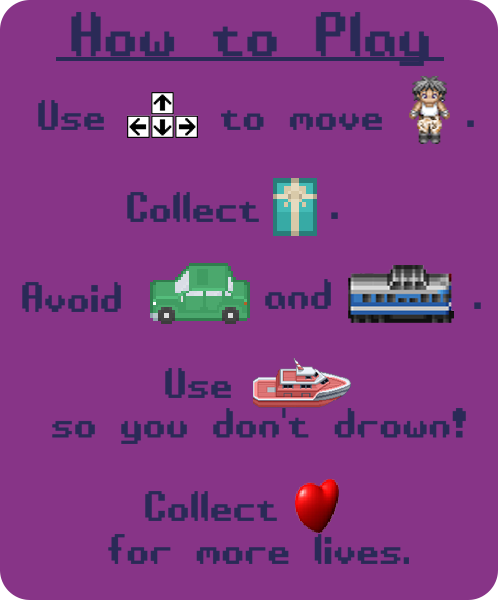 How to Play
Use to move .
Collect .
Avoid and .
Use
so you don't drown!
Collect
for more lives.